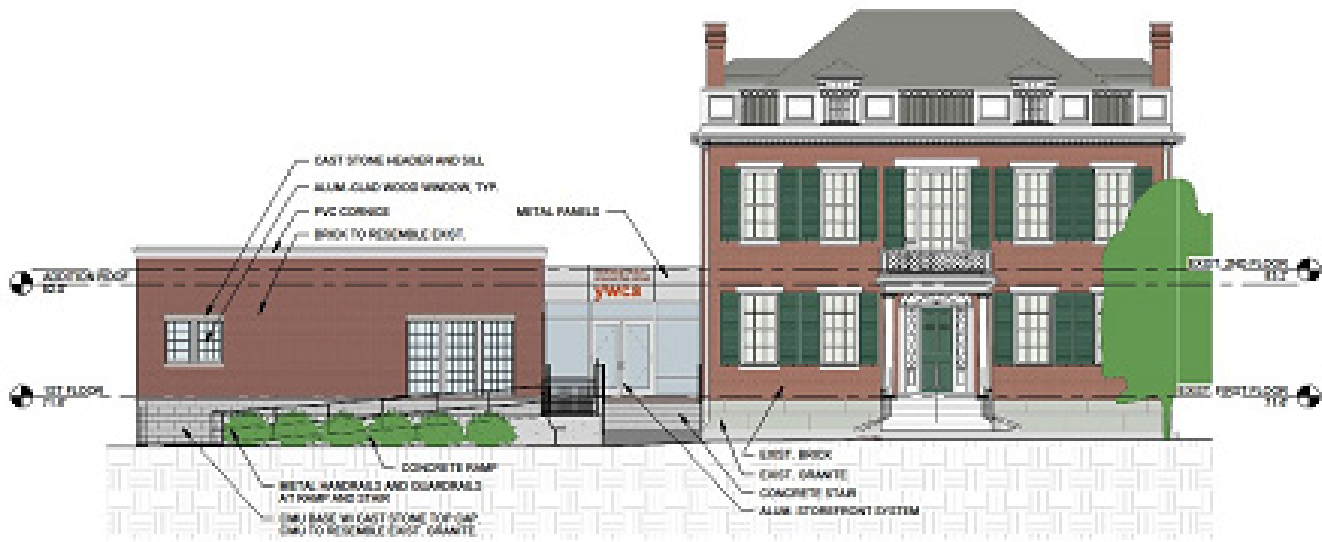 CAST STONE HEADER AND SILL
ALUM-CLAD WOOD WINDOW, TYP.
PVC CORNICE
BRICK TO RESEMBLE EXIST.
METAL PANELS
ADDITION ROOF
EXIST. 2ND FLOOR
ywca
1ST FLOOR
EXIST. FIRST FLOOR
CONCRETE RAMP
METAL HANDRAILS AND GUARDRAILS
AT RAMP AND STAIR
CMU BASE W/ CAST STONE TOP CAP
CMU TO RESEMBLE EXIST. GRANITE
EXIST. BRICK
EXIST. GRANITE
CONCRETE STAIR
ALUM. STOREFRONT SYSTEM